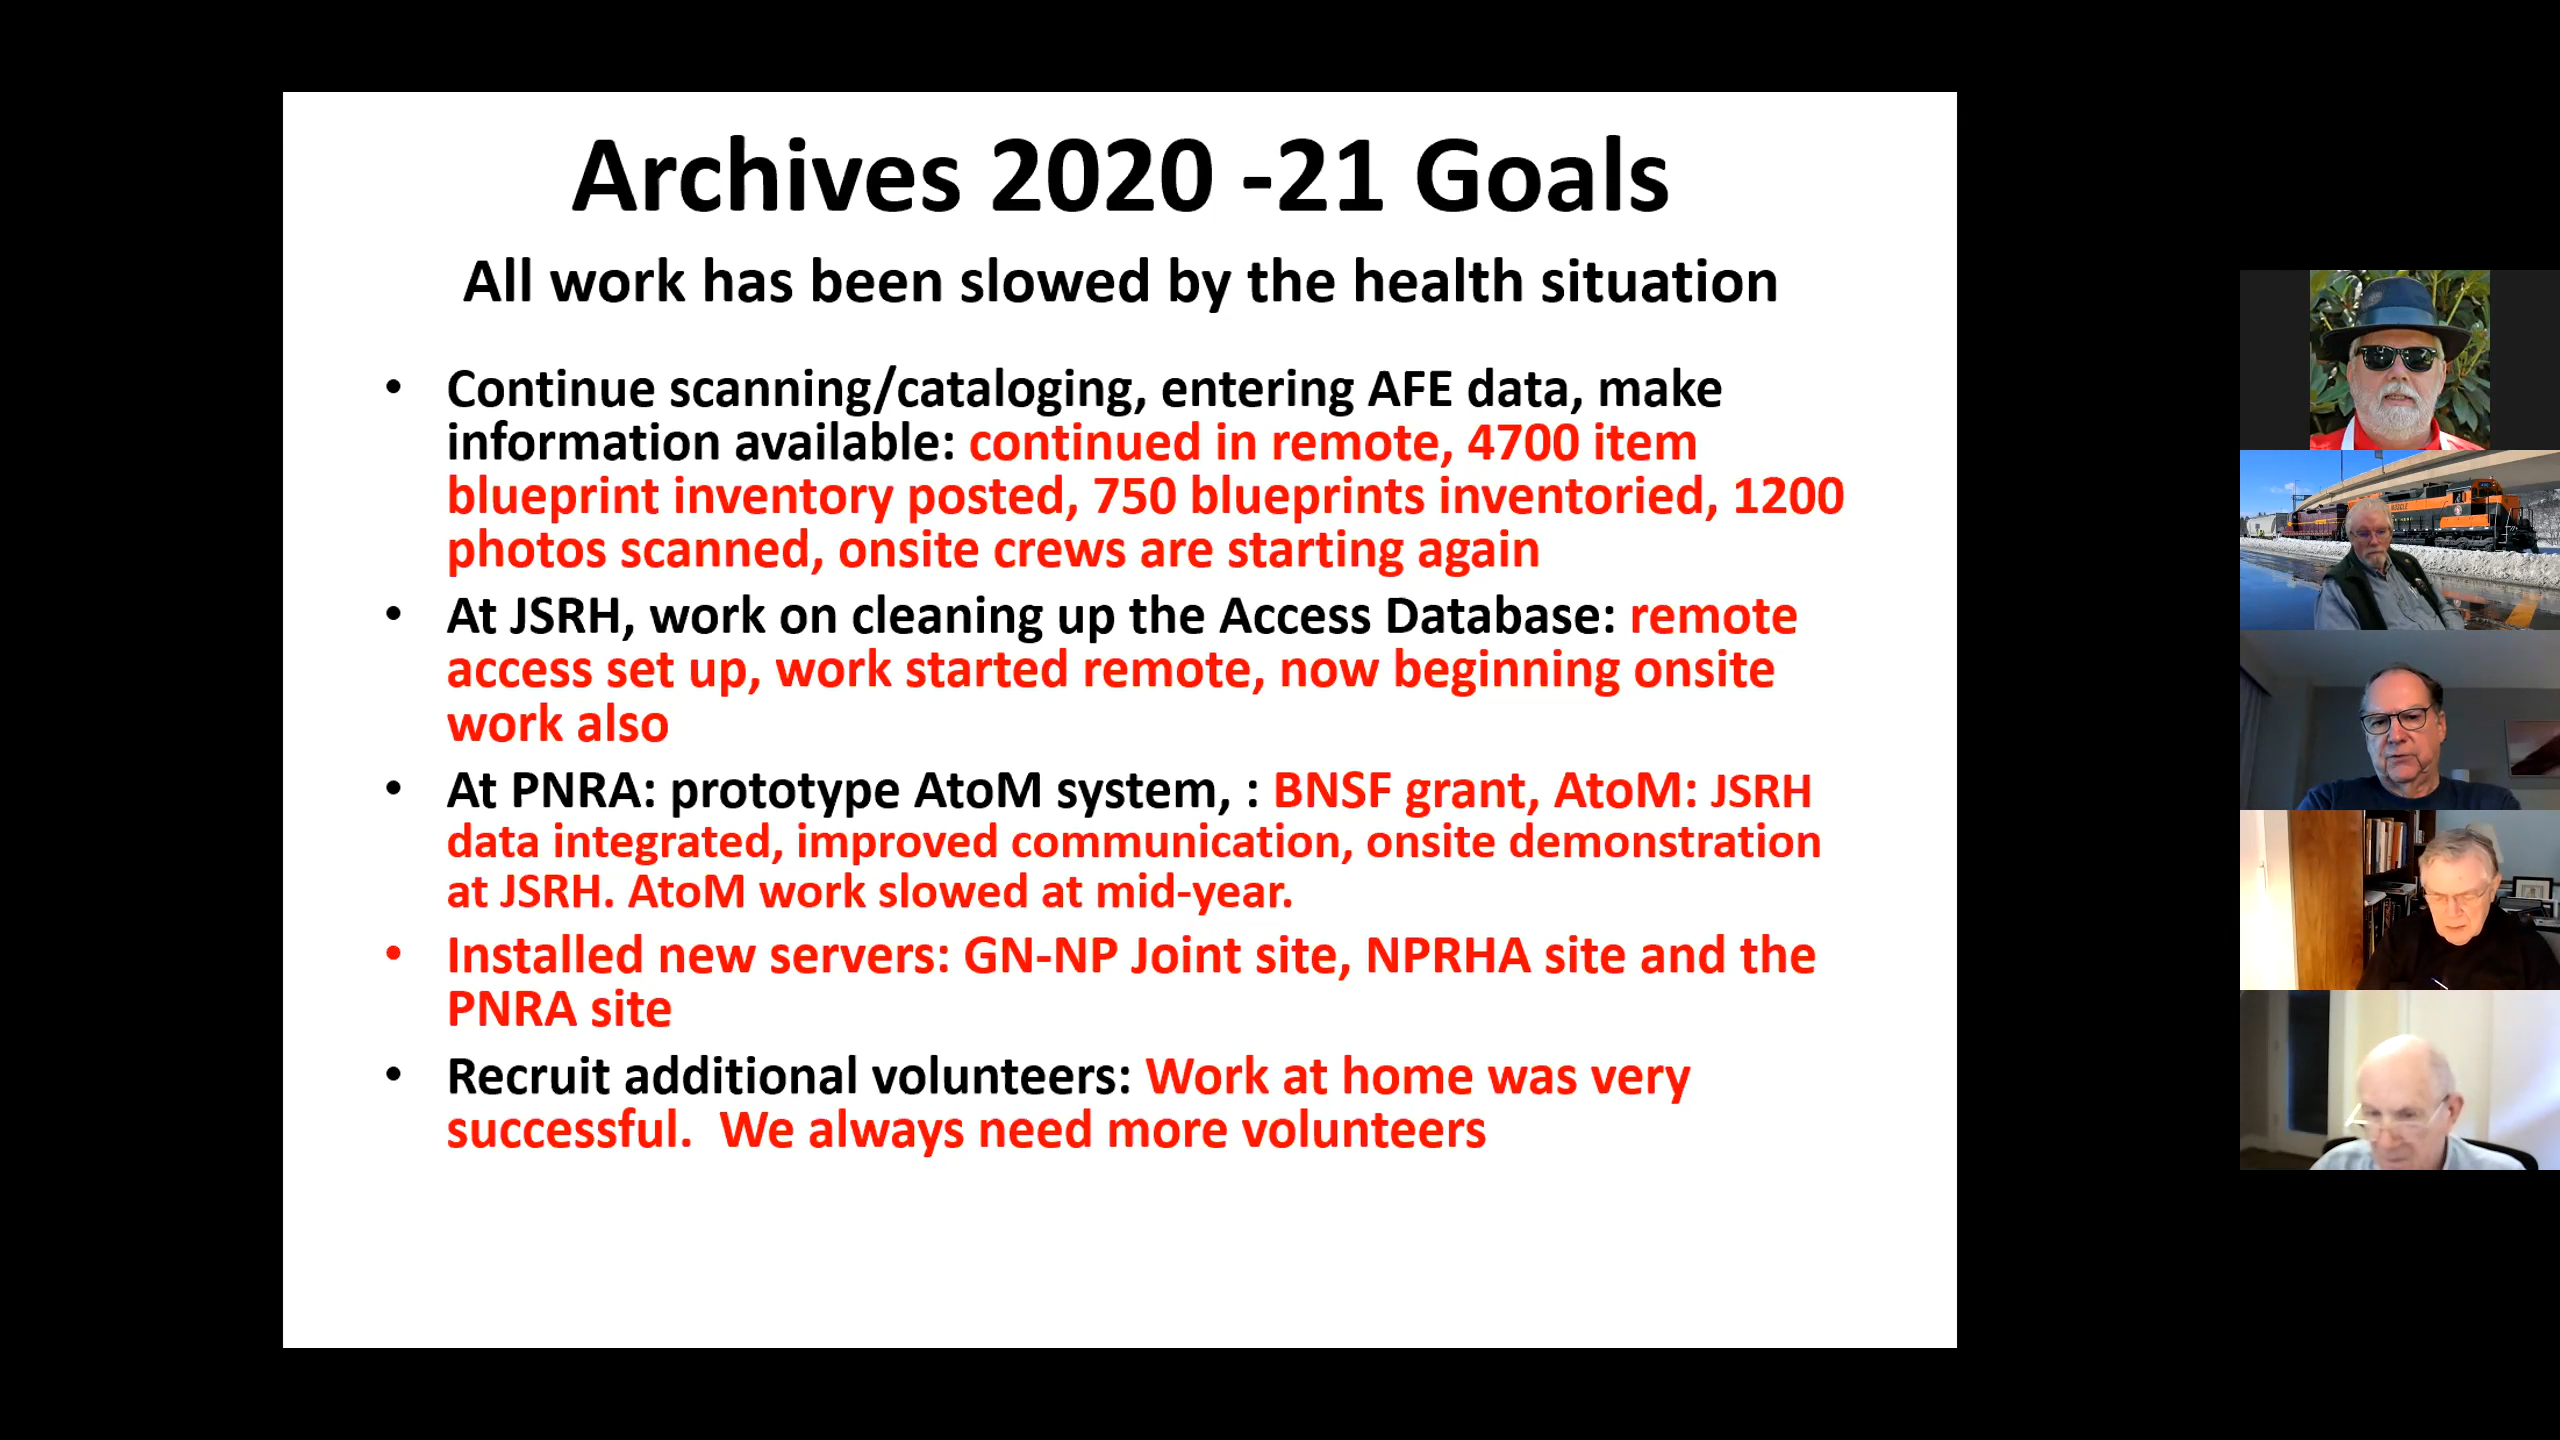 Archives 2020 -21 Goals
All work has been slowed by the health situation
• Continue scanning/cataloging, entering AFE data, make
information available: continued in remote, 4700 item
blueprint inventory posted, 750 blueprints inventoried, 1200
photos scanned, onsite crews are starting again
• At JSRH, work on cleaning up the Access Database: remote
access set up, work started remote, now beginning onsite
work also
• At PNRA: prototype AtoM system, : BNSF grant, AtoM: JSRH
data integrated, improved communication, onsite demonstration
at JSRH. AtoM work slowed at mid-year.
• Installed new servers: GN-NP Joint site, NPRHA site and the
PNRA site
• Recruit additional volunteers: Work at home was very
successful.  We always need more volunteers